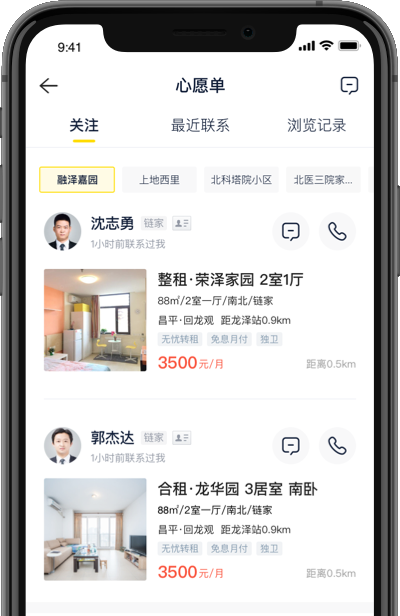 9:41
心愿单
关注 最近联系 浏览记录
融泽嘉园 上地西里 北科塔院小区 北医三院家...
沈志勇 链家
1小时前联系过我
整租·荣泽家园 2室1厅
88㎡/2室一厅/南北/链家
昌平·回龙观 距龙泽站0.9km
无忧转租 免息月付 独卫
3500元/月 距离0.5km
郭杰达 链家
1小时前联系过我
合租·龙华园 3居室 南卧
88㎡/2室一厅/南北/链家
昌平·回龙观 距龙泽站0.9km
无忧转租 免息月付 独卫
3500元/月 距离0.5km